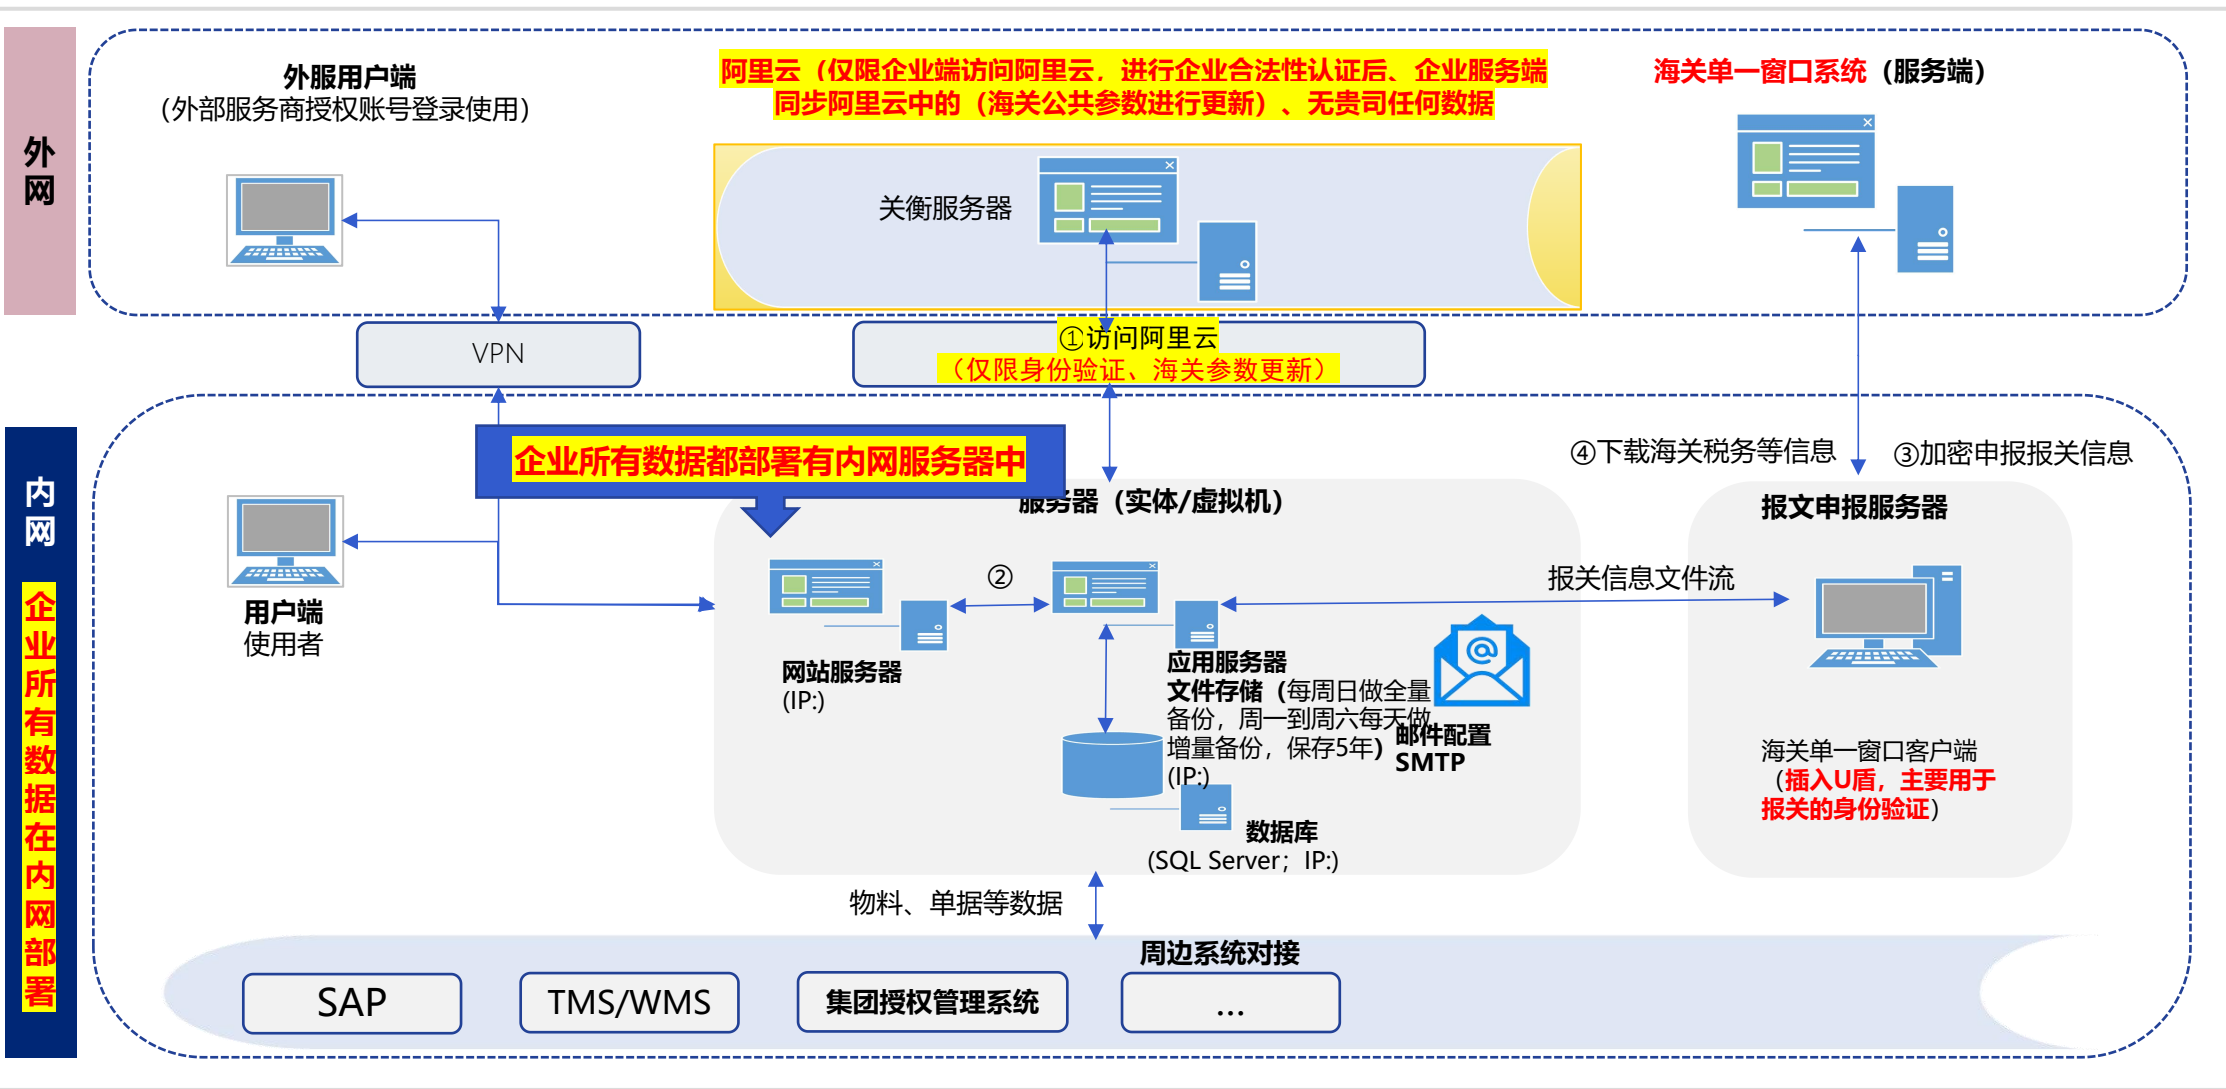 外网
外服用户端
（外部服务商授权账号登录使用）
阿里云（仅限企业端访问阿里云，进行企业合法性认证后、企业服务端
同步阿里云中的（海关公共参数进行更新）、无贵司任何数据
海关单一窗口系统（服务端）
关衡服务器
VPN
①访问阿里云
（仅限身份验证、海关参数更新）
内网
企业所有数据在内网部署
企业所有数据都部署有内网服务器中
④下载海关税务等信息
③加密申报报关信息
服务器（实体/虚拟机）
报文申报服务器
用户端
使用者
②
报关信息文件流
网站服务器
(IP:)
应用服务器
文件存储（每周日做全量
备份，周一到周六每天做
增量备份，保存5年）
(IP:)
邮件配置
SMTP
海关单一窗口客户端
（插入U盾，主要用于
报关的身份验证）
数据库
(SQL Server；IP:)
物料、单据等数据
周边系统对接
SAP
TMS/WMS
集团授权管理系统
...